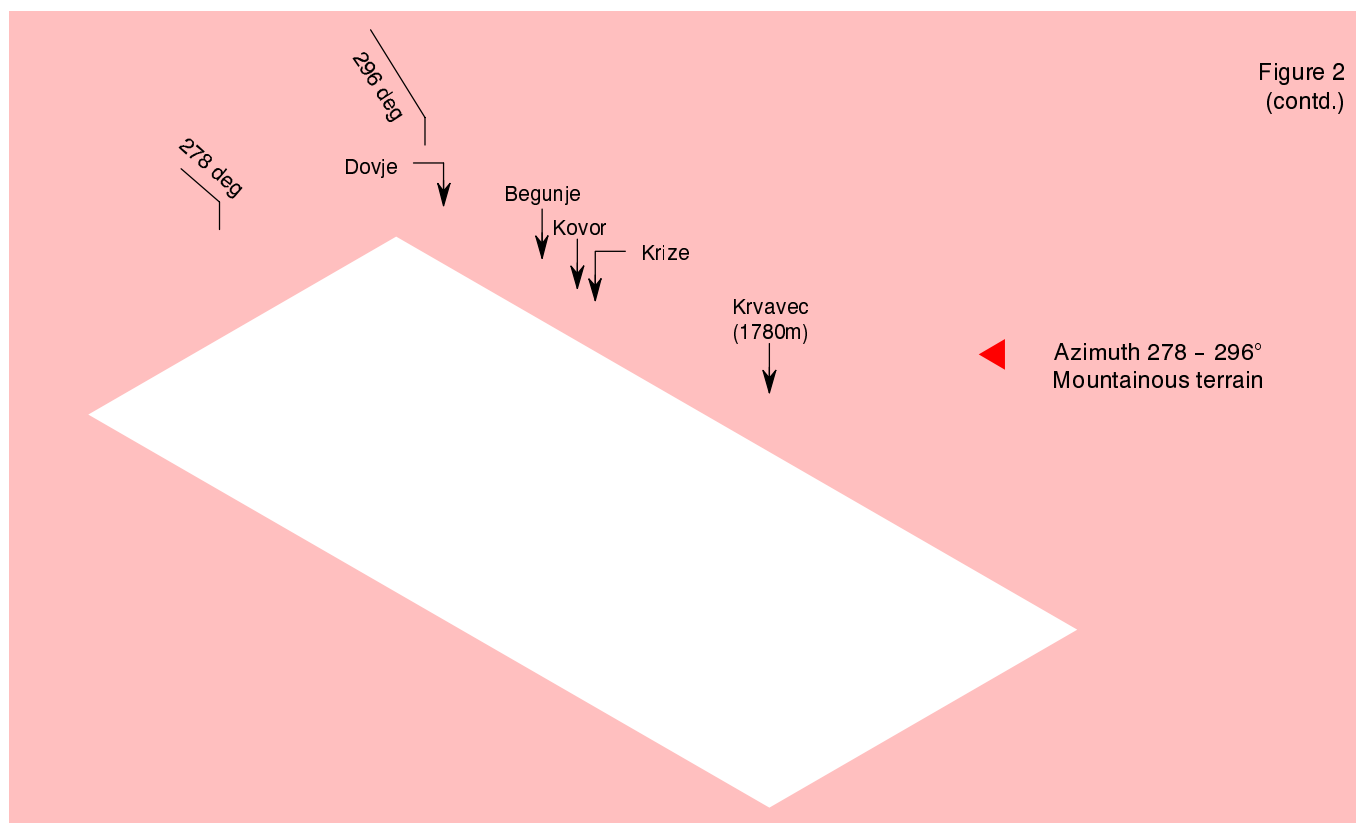 Figure 2
(contd.)
296 deg
278 deg
Dovje
Begunje
Kovor
Krize
Krvavec
(1780m)
Azimuth 278 – 296°
Mountainous terrain